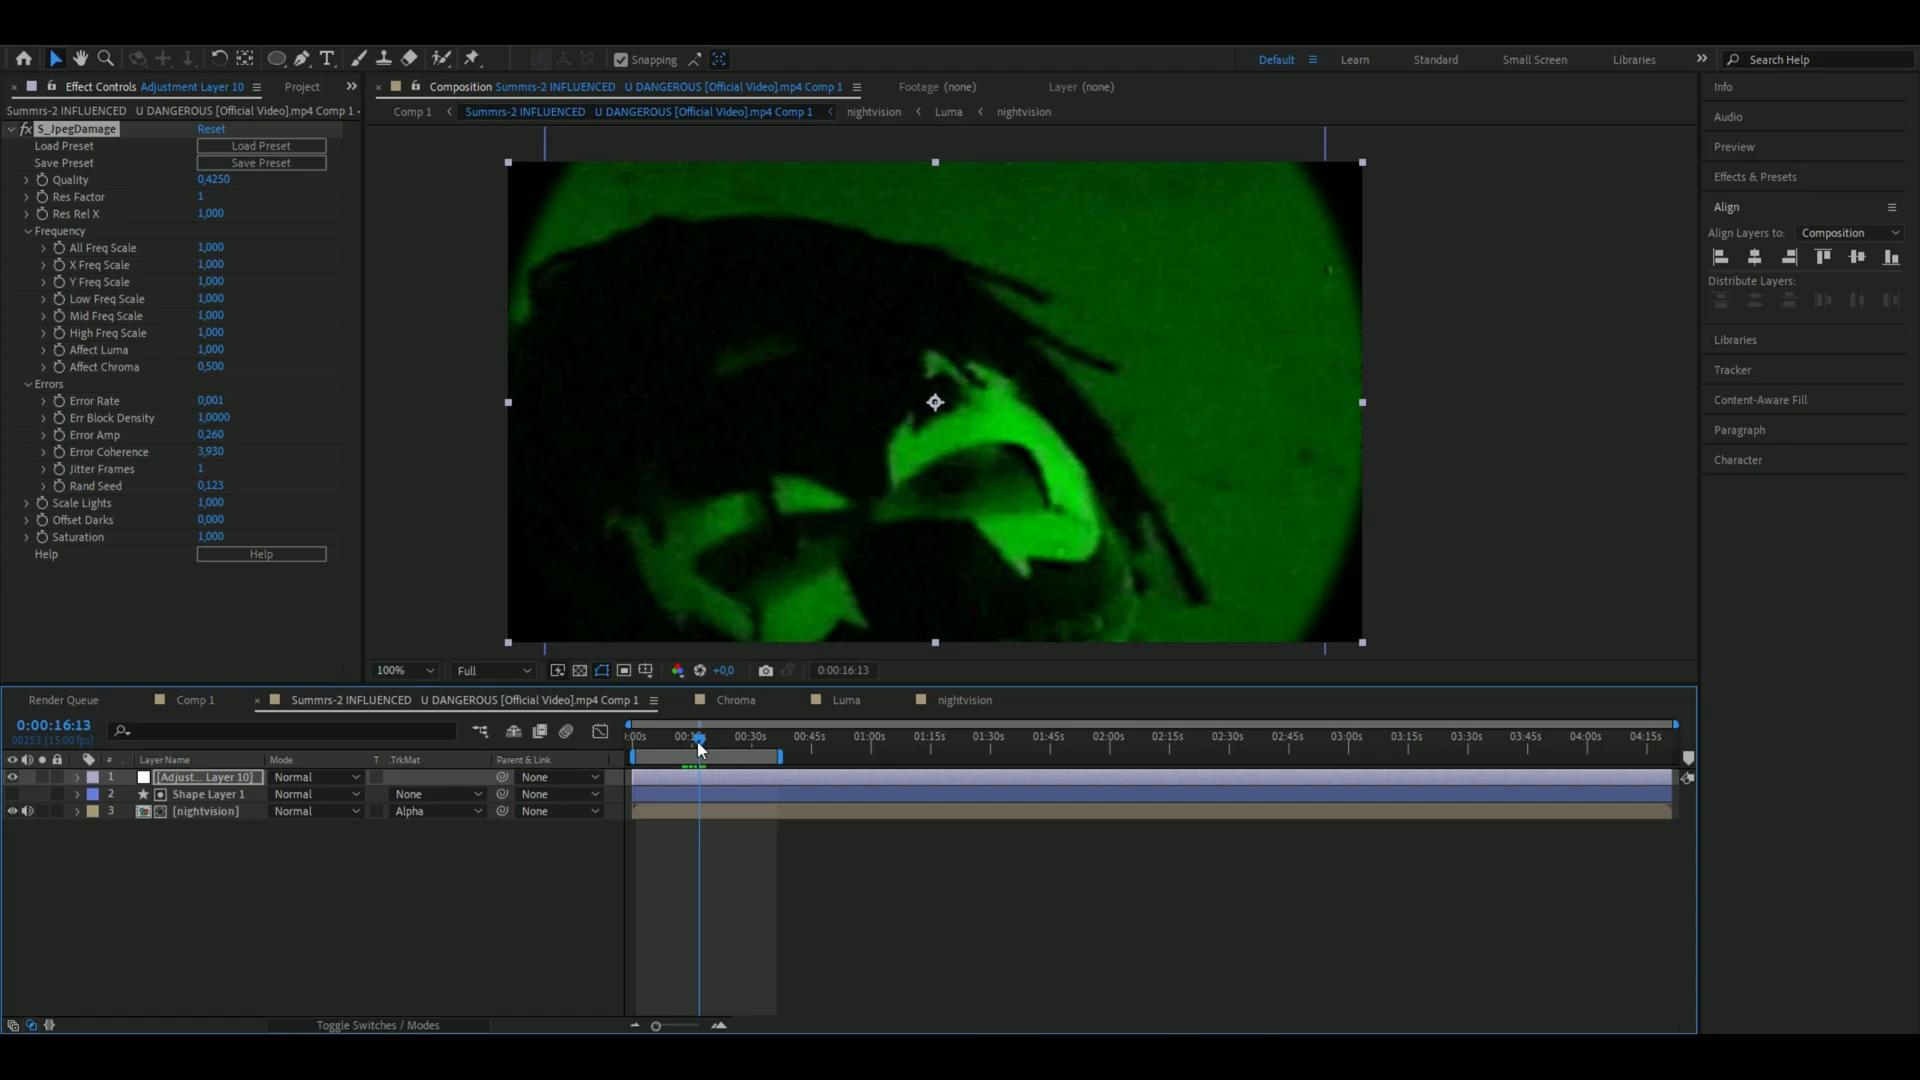 Snapping
Default
Learn
Standard
Small Screen
Libraries
Search Help
Effect Controls Adjustment Layer 10
Project
Composition Summrs-2 INFLUENCED U DANGEROUS [Official Video].mp4 Comp 1
Footage (none)
Layer (none)
Summrs-2 INFLUENCED U DANGEROUS [Official Video].mp4 Comp 1
Comp 1
Summrs-2 INFLUENCED U DANGEROUS [Official Video].mp4 Comp 1
nightvision
Luma
nightvision
fx S_JpegDamage Reset
Load Preset Load Preset
Save Preset Save Preset
Quality 0,4250
Res Factor 1
Res Rel X 1,000
Frequency
All Freq Scale 1,000
X Freq Scale 1,000
Y Freq Scale 1,000
Low Freq Scale 1,000
Mid Freq Scale 1,000
High Freq Scale 1,000
Affect Luma 1,000
Affect Chroma 0,500
Errors
Error Rate 0,001
Err Block Density 1,0000
Error Amp 0,260
Error Coherence 3,930
Jitter Frames 1
Rand Seed 0,123
Scale Lights 1,000
Offset Darks 0,000
Saturation 1,000
Help Help
Info
Audio
Preview
Effects & Presets
Align
Align Layers to: Composition
Distribute Layers:
Libraries
Tracker
Content-Aware Fill
Paragraph
Character
100% Full +0,0 0:00:16:13
Render Queue
Comp 1
Summrs-2 INFLUENCED U DANGEROUS [Official Video].mp4 Comp 1
Chroma
Luma
nightvision
0:00:16:13
00253 (15.00 fps)
:00s 00:15s 00:30s 00:45s 01:00s 01:15s 01:30s 01:45s 02:00s 02:15s 02:30s 02:45s 03:00s 03:15s 03:30s 03:45s 04:00s 04:15s
# Layer Name Mode T .TrkMat Parent & Link
1 [Adjust... Layer 10] Normal None
2 Shape Layer 1 Normal None None
3 [nightvision] Normal Alpha None
Toggle Switches / Modes